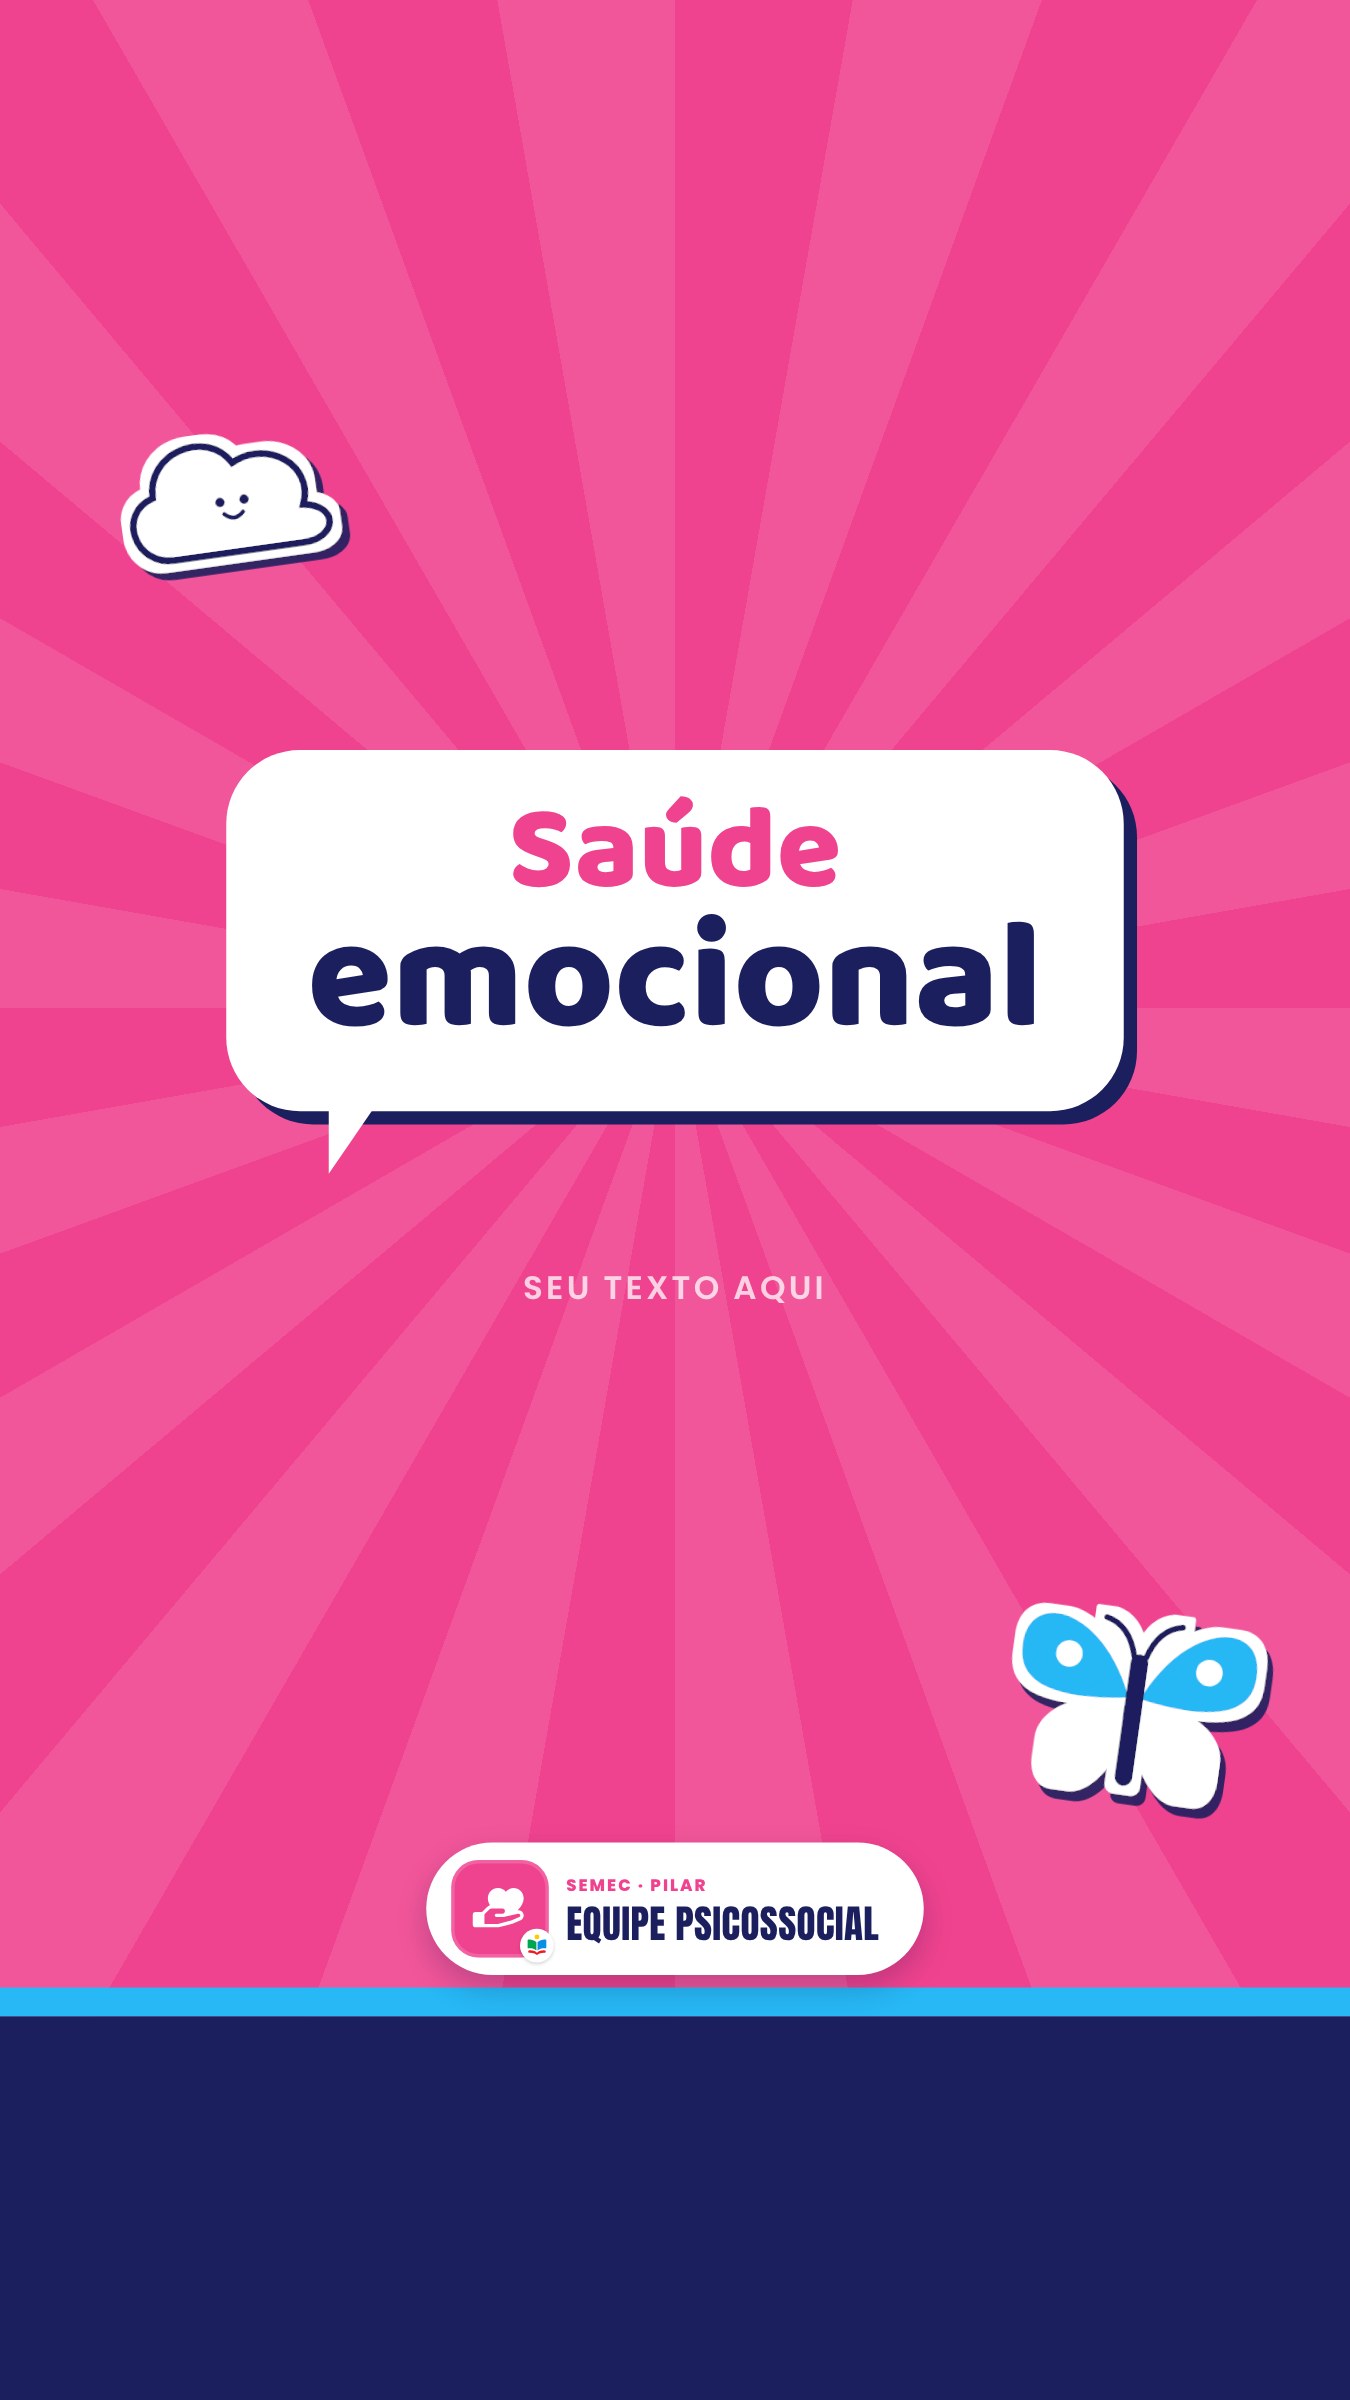 Saúde
emocional
SEU TEXTO AQUI
SEMEC · PILAR
EQUIPE PSICOSSOCIAL